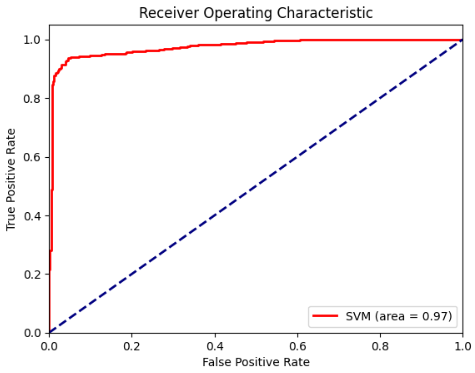 Receiver Operating Characteristic
1.0
0.8
0.6
0.4
0.2
0.0
True Positive Rate
SVM (area = 0.97)
0.0 0.2 0.4 0.6 0.8 1.0
False Positive Rate